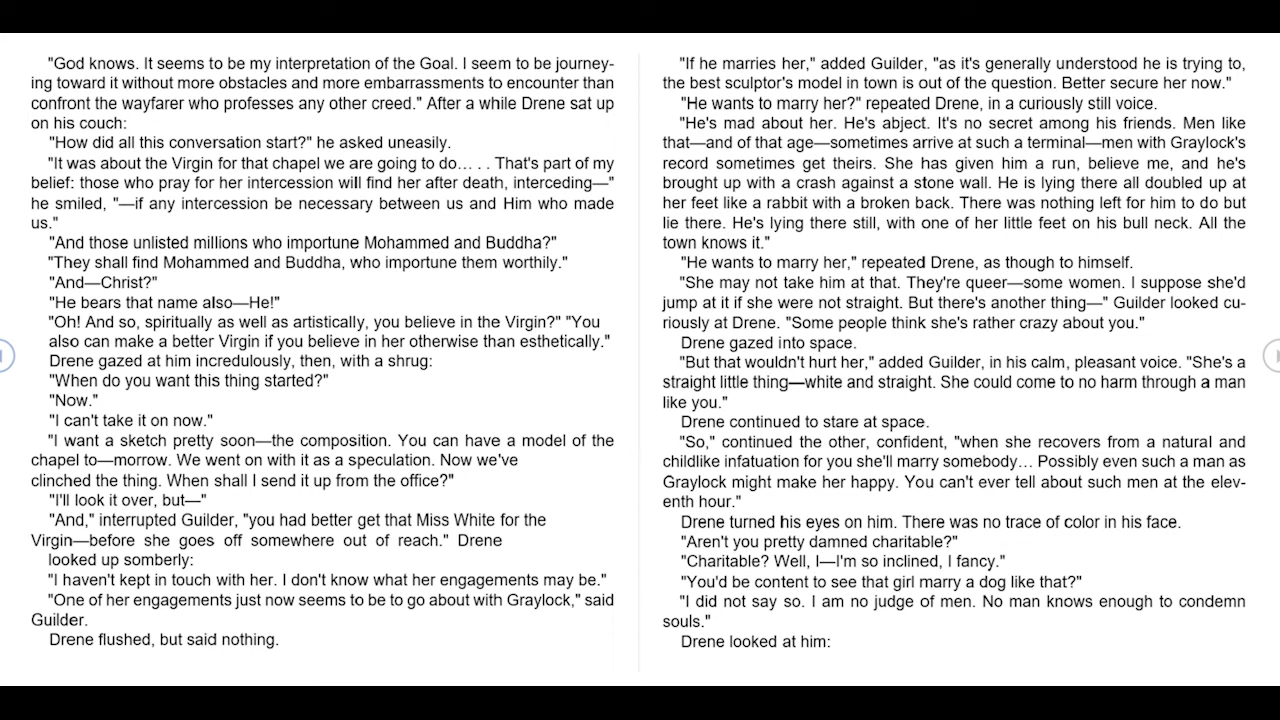 "God knows. It seems to be my interpretation of the Goal. I seem to be journey-
ing toward it without more obstacles and more embarrassments to encounter than
confront the wayfarer who professes any other creed." After a while Drene sat up
on his couch:
"How did all this conversation start?" he asked uneasily.
"It was about the Virgin for that chapel we are going to do… . . That's part of my
belief: those who pray for her intercession will find her after death, interceding—"
he smiled, "—if any intercession be necessary between us and Him who made
us."
"And those unlisted millions who importune Mohammed and Buddha?"
"They shall find Mohammed and Buddha, who importune them worthily."
"And—Christ?"
"He bears that name also—He!"
"Oh! And so, spiritually as well as artistically, you believe in the Virgin?" "You
also can make a better Virgin if you believe in her otherwise than esthetically."
Drene gazed at him incredulously, then, with a shrug:
"When do you want this thing started?"
"Now."
"I can't take it on now."
"I want a sketch pretty soon—the composition. You can have a model of the
chapel to—morrow. We went on with it as a speculation. Now we've
clinched the thing. When shall I send it up from the office?"
"I'll look it over, but—"
"And," interrupted Guilder, "you had better get that Miss White for the
Virgin—before she goes off somewhere out of reach." Drene
looked up somberly:
"I haven't kept in touch with her. I don't know what her engagements may be."
"One of her engagements just now seems to be to go about with Graylock," said
Guilder.
Drene flushed, but said nothing.
"If he marries her," added Guilder, "as it's generally understood he is trying to,
the best sculptor's model in town is out of the question. Better secure her now."
"He wants to marry her?" repeated Drene, in a curiously still voice.
"He's mad about her. He's abject. It's no secret among his friends. Men like
that—and of that age—sometimes arrive at such a terminal—men with Graylock's
record sometimes get theirs. She has given him a run, believe me, and he's
brought up with a crash against a stone wall. He is lying there all doubled up at
her feet like a rabbit with a broken back. There was nothing left for him to do but
lie there. He's lying there still, with one of her little feet on his bull neck. All the
town knows it."
"He wants to marry her," repeated Drene, as though to himself.
"She may not take him at that. They're queer—some women. I suppose she'd
jump at it if she were not straight. But there's another thing—" Guilder looked cu-
riously at Drene. "Some people think she's rather crazy about you."
Drene gazed into space.
"But that wouldn't hurt her," added Guilder, in his calm, pleasant voice. "She's a
straight little thing—white and straight. She could come to no harm through a man
like you."
Drene continued to stare at space.
"So," continued the other, confident, "when she recovers from a natural and
childlike infatuation for you she'll marry somebody… Possibly even such a man as
Graylock might make her happy. You can't ever tell about such men at the elev-
enth hour."
Drene turned his eyes on him. There was no trace of color in his face.
"Aren't you pretty damned charitable?"
"Charitable? Well, I—I'm so inclined, I fancy."
"You'd be content to see that girl marry a dog like that?"
"I did not say so. I am no judge of men. No man knows enough to condemn
souls."
Drene looked at him: